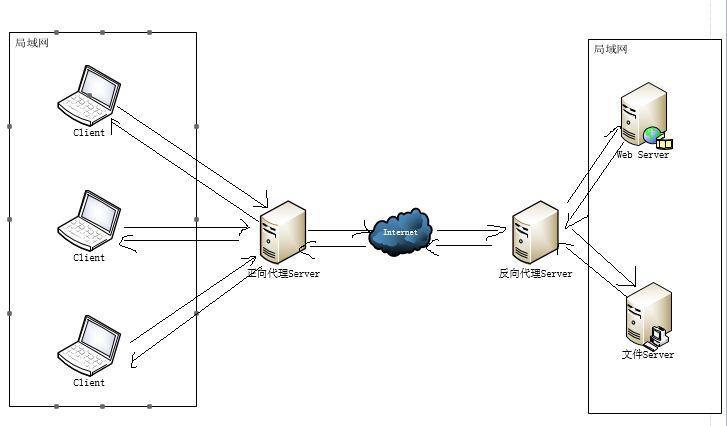 局域网
局域网
Client
Web Server
Client
正向代理Server
Internet
反向代理Server
Client
文件Server